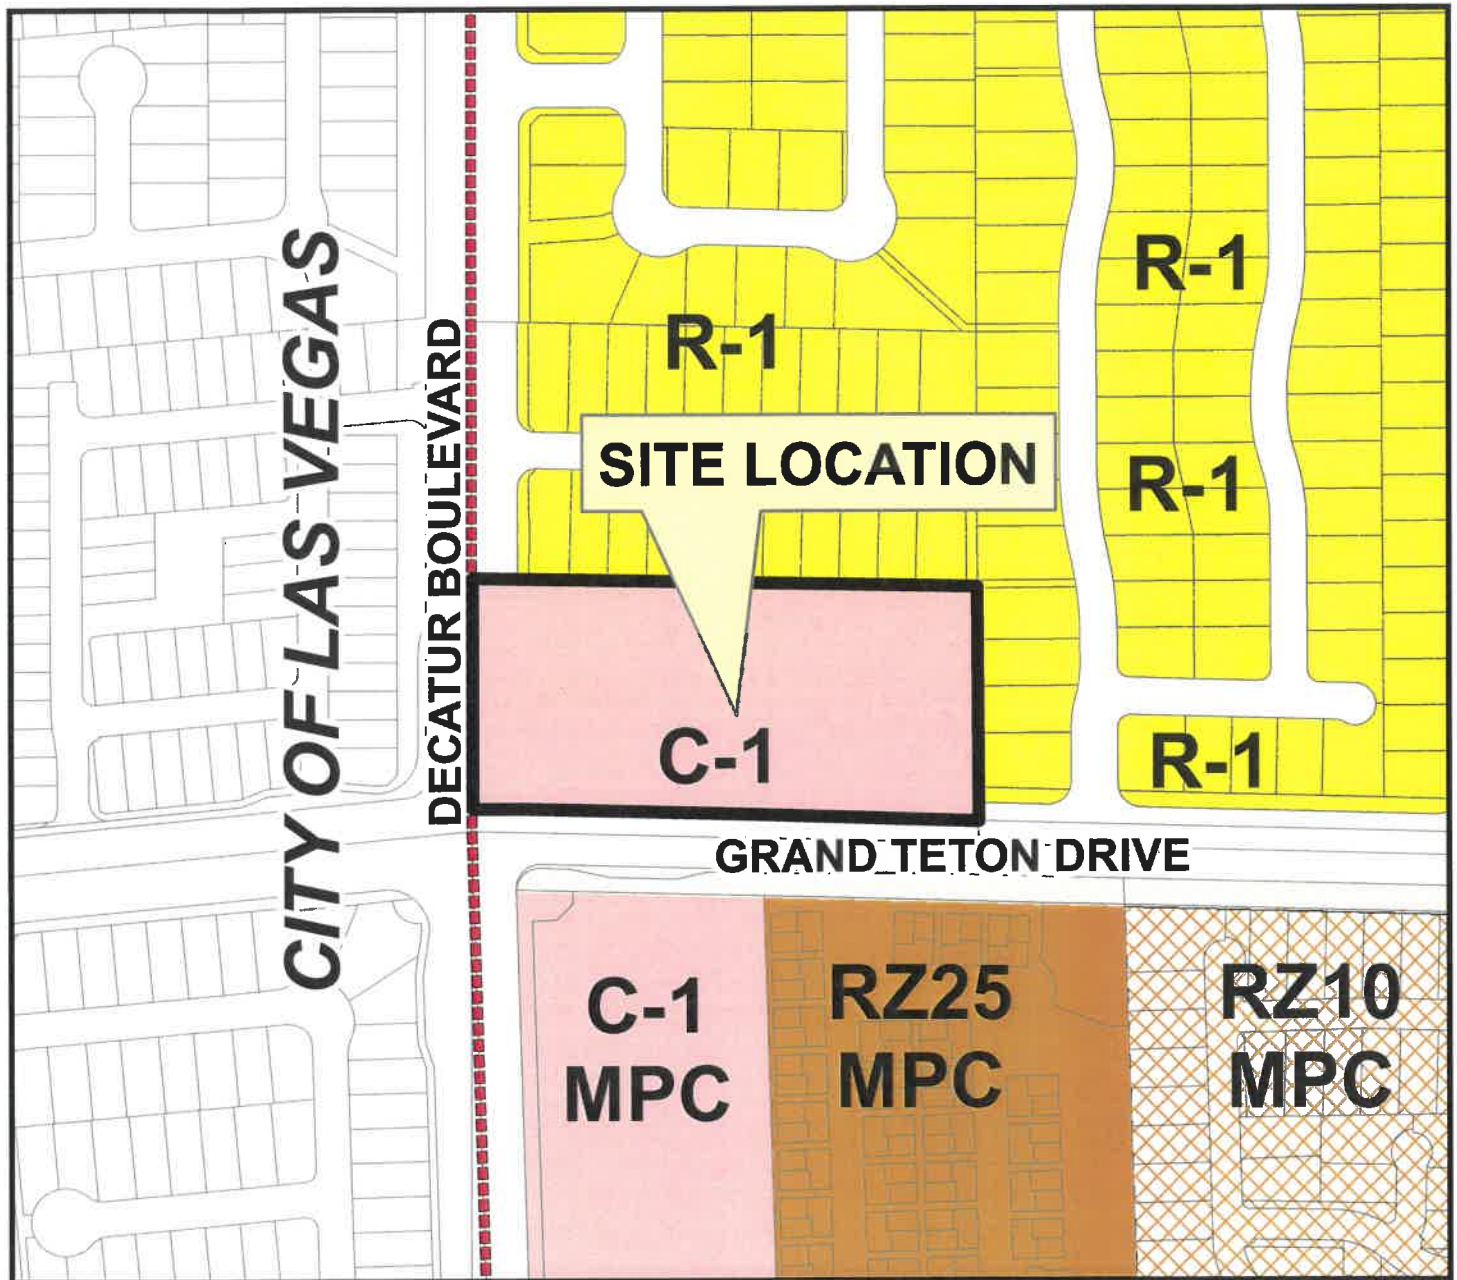 CITY OF LAS VEGAS
DECATUR BOULEVARD
R-1
R-1
SITE LOCATION
R-1
C-1
R-1
GRAND TETON DRIVE
C-1
MPC
RZ25
MPC
RZ10
MPC